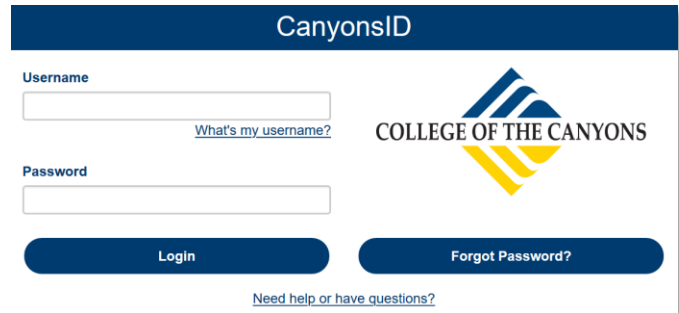 CanyonsID
Username
What's my username?
Password
COLLEGE OF THE CANYONS
Login
Forgot Password?
Need help or have questions?